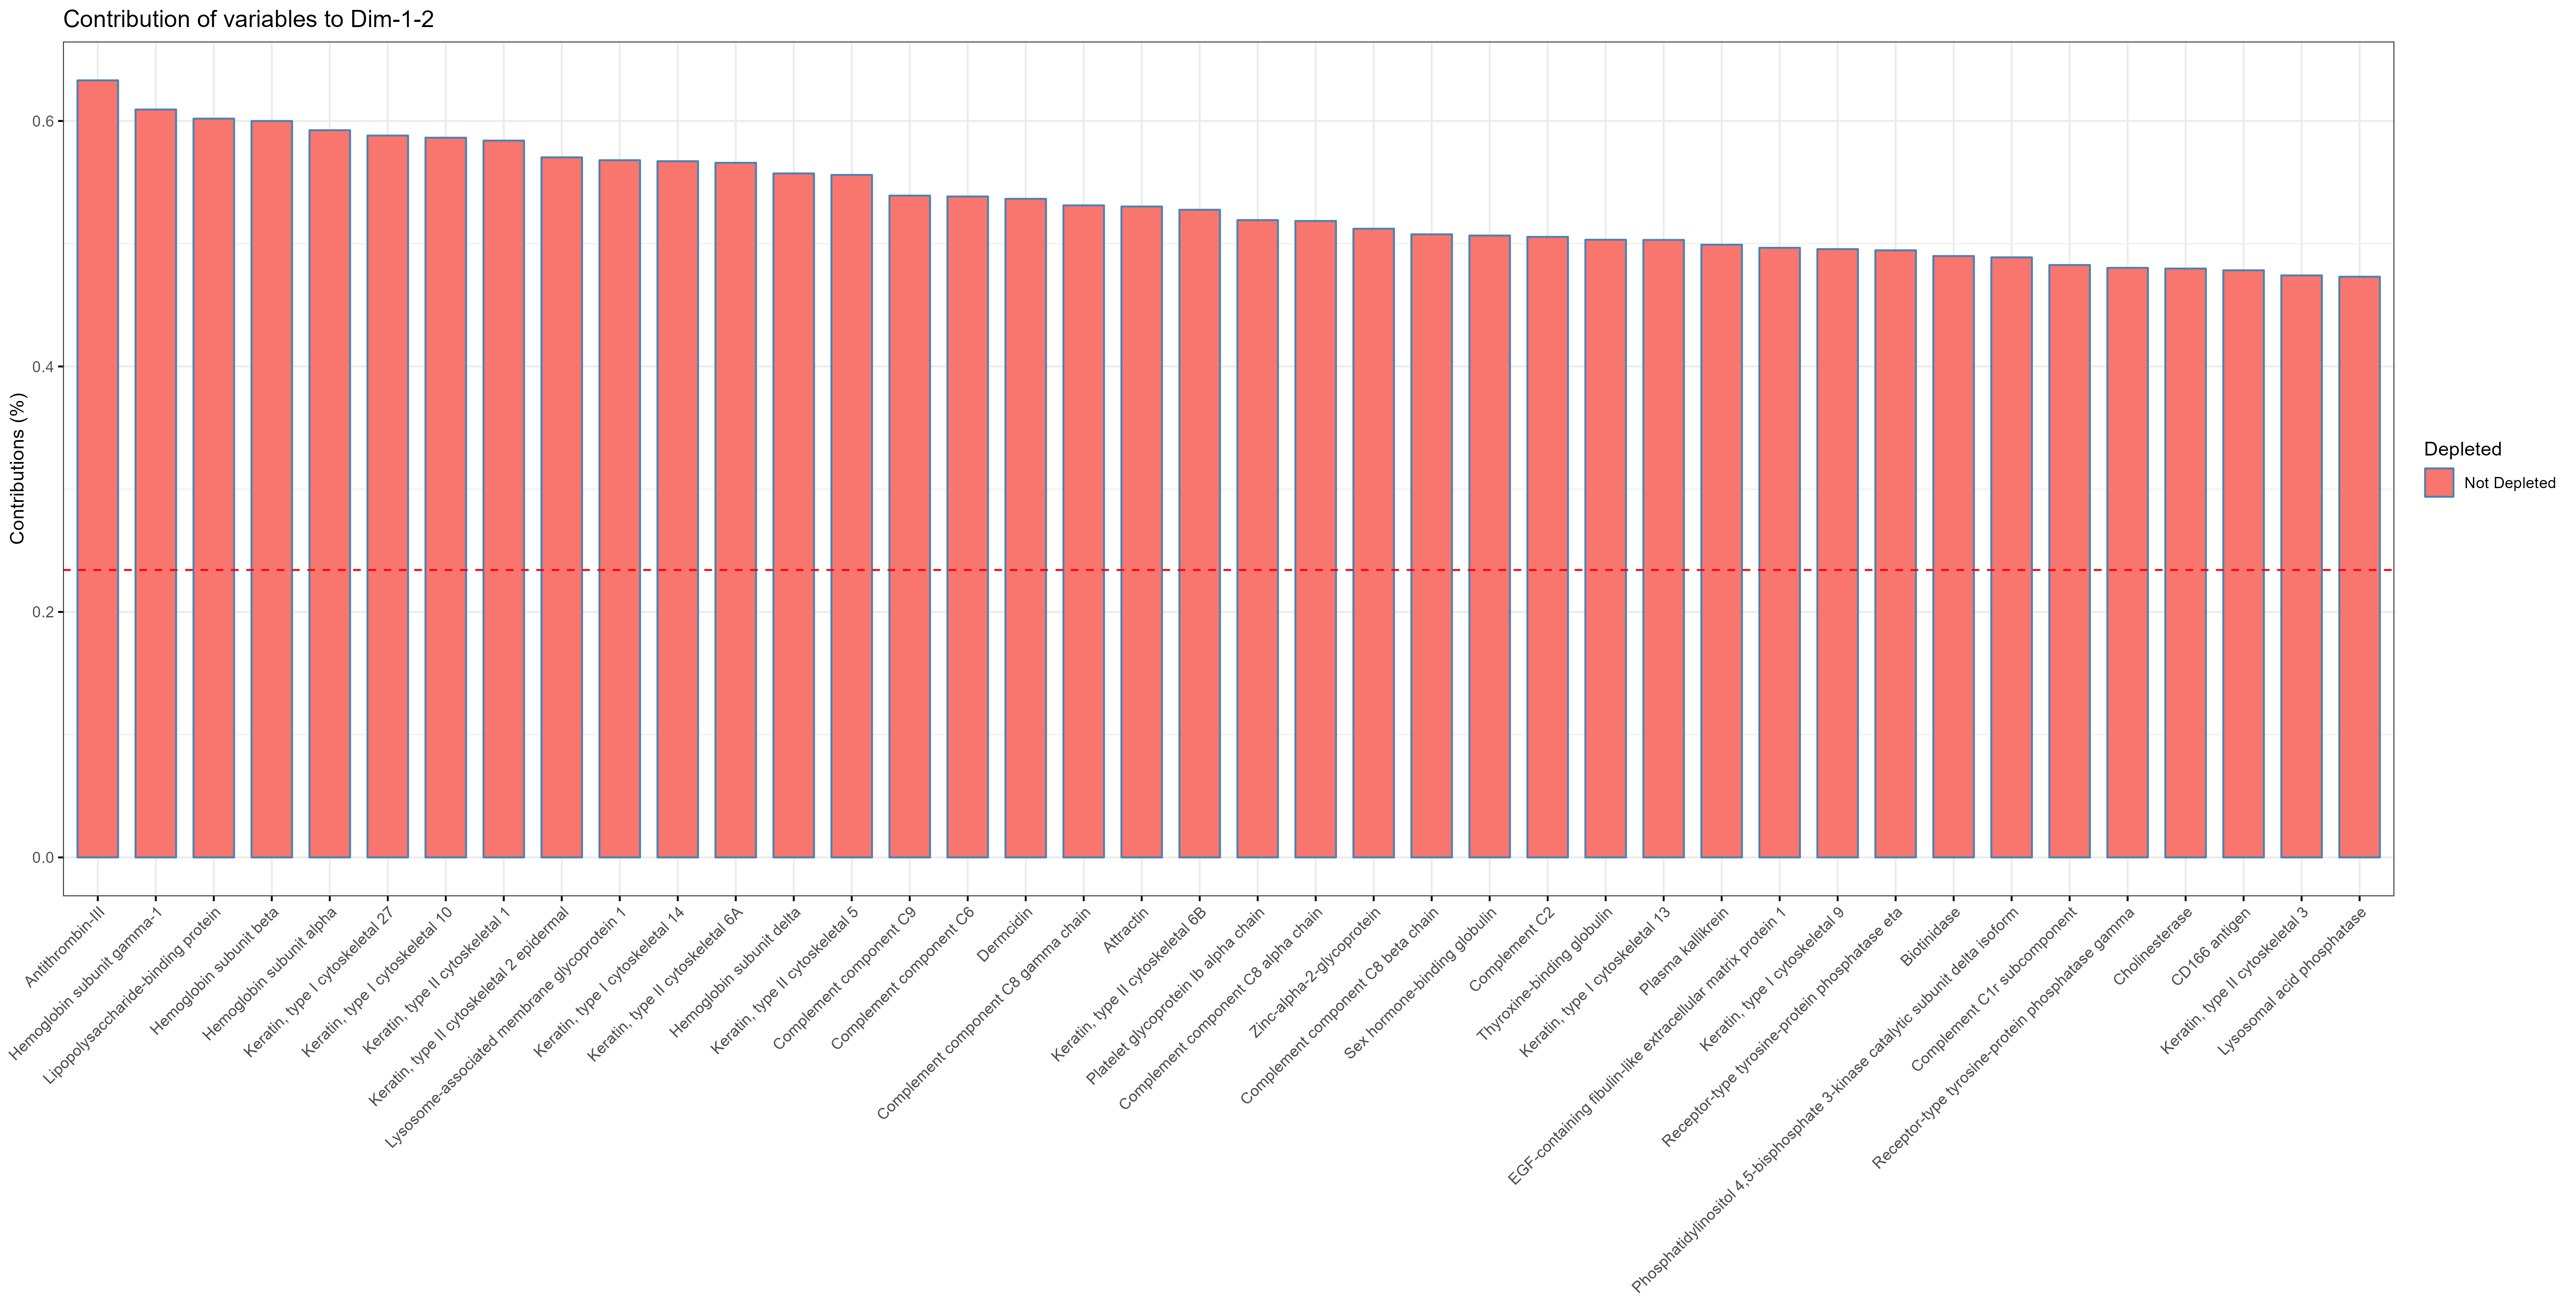 Contribution of variables to Dim-1-2
Contributions (%)
0.6
0.4
0.2
0.0
Antithrombin-III
Hemoglobin subunit gamma-1
Lipopolysaccharide-binding protein
Hemoglobin subunit beta
Hemoglobin subunit alpha
Keratin, type I cytoskeletal 27
Keratin, type I cytoskeletal 10
Keratin, type II cytoskeletal 1
Keratin, type II cytoskeletal 2 epidermal
Lysosome-associated membrane glycoprotein 1
Keratin, type I cytoskeletal 14
Keratin, type II cytoskeletal 6A
Hemoglobin subunit delta
Keratin, type II cytoskeletal 5
Complement component C9
Complement component C6
Dermcidin
Complement component C8 gamma chain
Attractin
Keratin, type II cytoskeletal 6B
Platelet glycoprotein Ib alpha chain
Complement component C8 alpha chain
Zinc-alpha-2-glycoprotein
Complement component C8 beta chain
Sex hormone-binding globulin
Complement C2
Thyroxine-binding globulin
Keratin, type I cytoskeletal 13
Plasma kallikrein
EGF-containing fibulin-like extracellular matrix protein 1
Keratin, type I cytoskeletal 9
Receptor-type tyrosine-protein phosphatase eta
Biotinidase
Phosphatidylinositol 4,5-bisphosphate 3-kinase catalytic subunit delta isoform
Complement C1r subcomponent
Receptor-type tyrosine-protein phosphatase gamma
Cholinesterase
CD166 antigen
Keratin, type II cytoskeletal 3
Lysosomal acid phosphatase
Depleted
Not Depleted